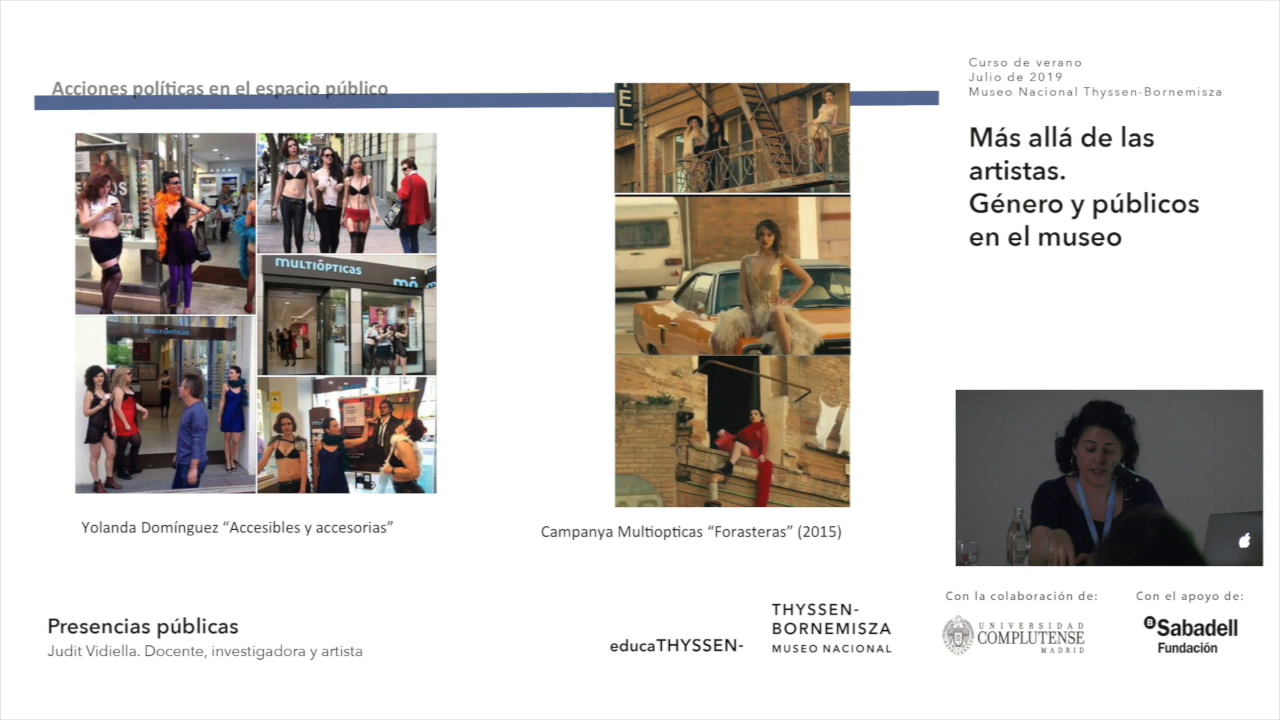 Acciones políticas en el espacio público
MULTIÓPTICAS
mó
MULTIÓPTICAS
EL
Yolanda Domínguez “Accesibles y accesorias”
Campanya Multiopticas “Forasteras” (2015)
Curso de verano
Julio de 2019
Museo Nacional Thyssen-Bornemisza
Más allá de las
artistas.
Género y públicos
en el museo
Presencias públicas
Judit Vidiella. Docente, investigadora y artista
educaTHYSSEN-
THYSSEN-
BORNEMISZA
MUSEO NACIONAL
Con la colaboración de:
UNIVERSIDAD
COMPLUTENSE
MADRID
Con el apoyo de:
B Sabadell
Fundación